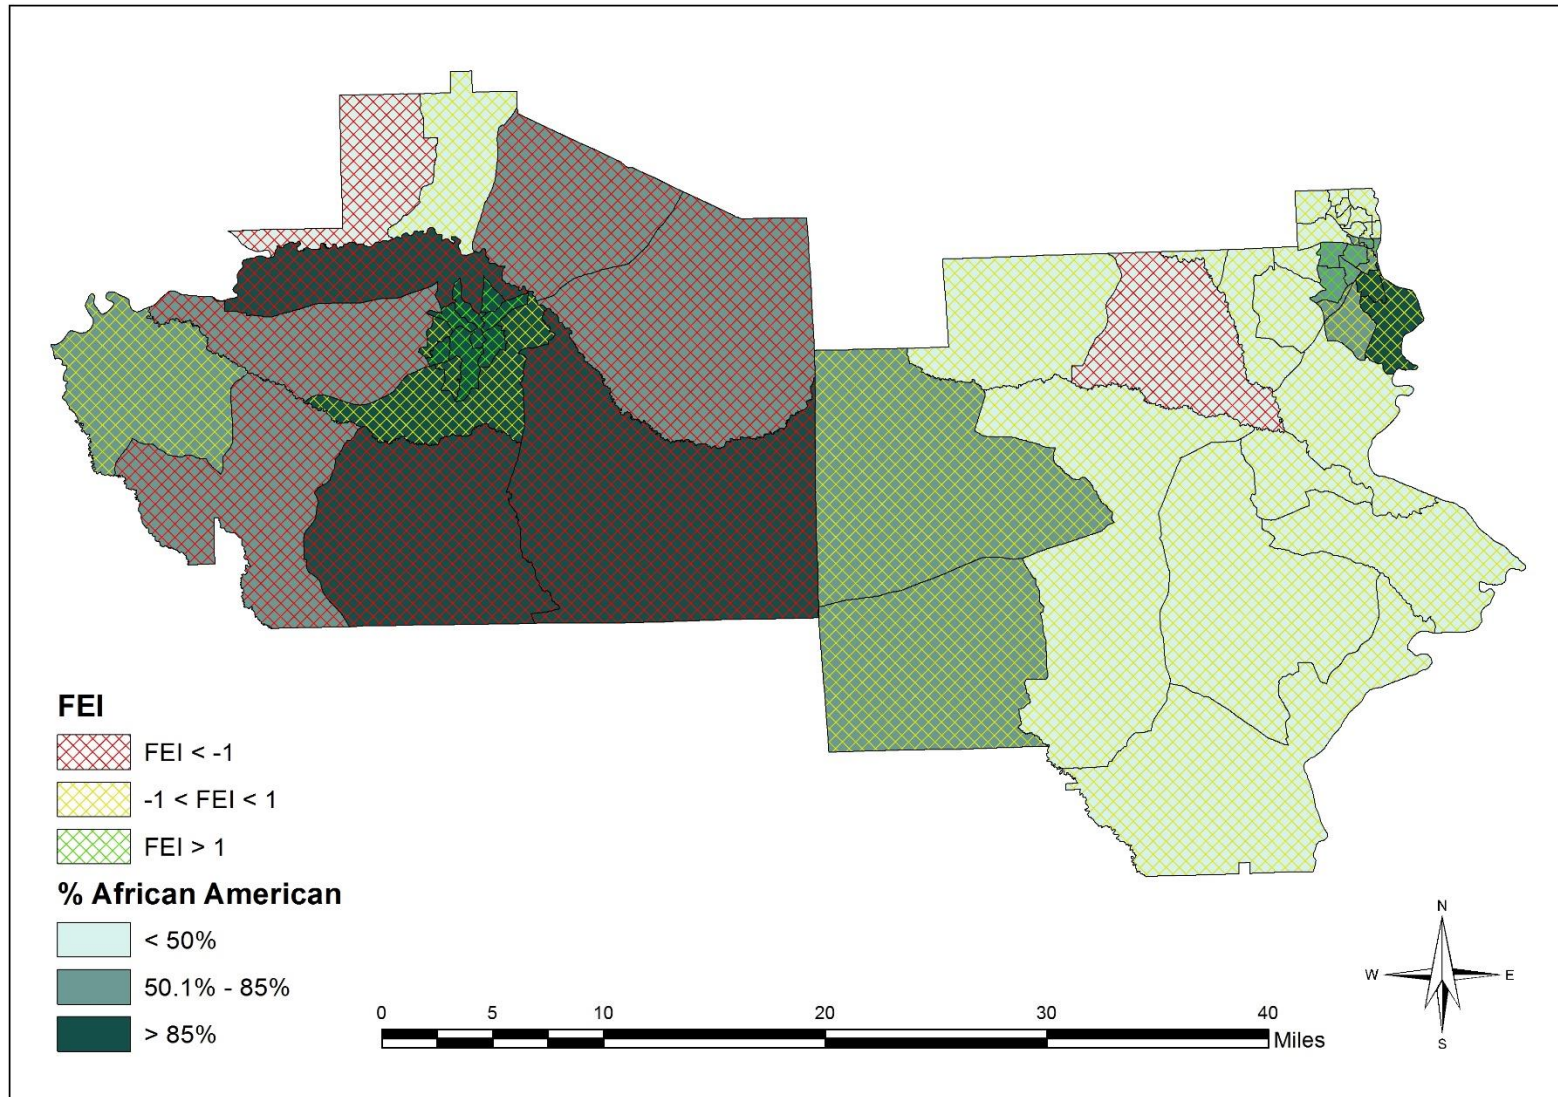 FEI
FEI < -1
-1 < FEI < 1
FEI > 1
% African American
< 50%
50.1% - 85%
> 85%
0 5 10 20 30 40
Miles
N
W E
S